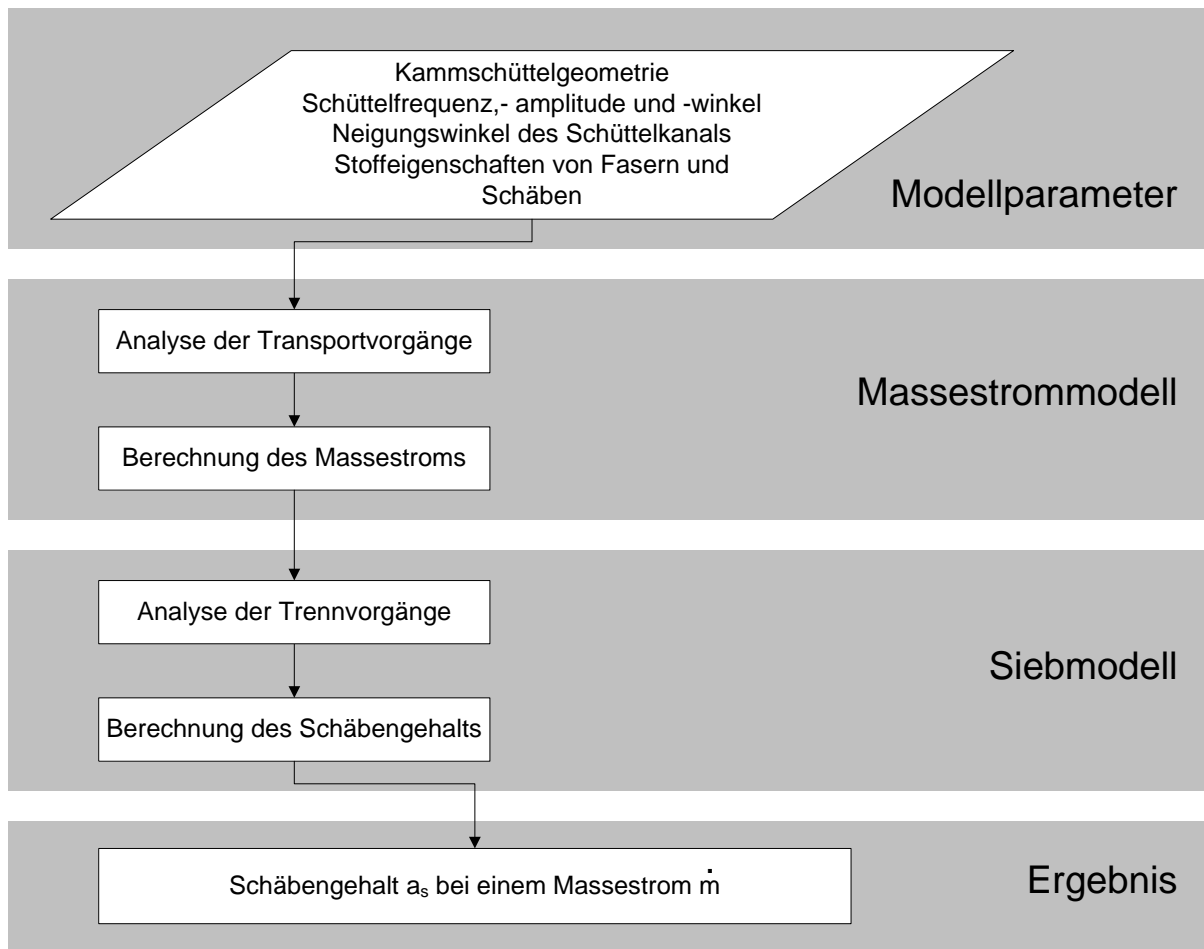 Kammschüttelgeometrie
Schüttelfrequenz,- amplitude und -winkel
Neigungswinkel des Schüttelkanals
Stoffeigenschaften von Fasern und
Schäben
Modellparameter
Analyse der Transportvorgänge
Massestrommodell
Berechnung des Massestroms
Analyse der Trennvorgänge
Siebmodell
Berechnung des Schäbengehalts
Schäbengehalt aₛ bei einem Massestrom ṁ
Ergebnis